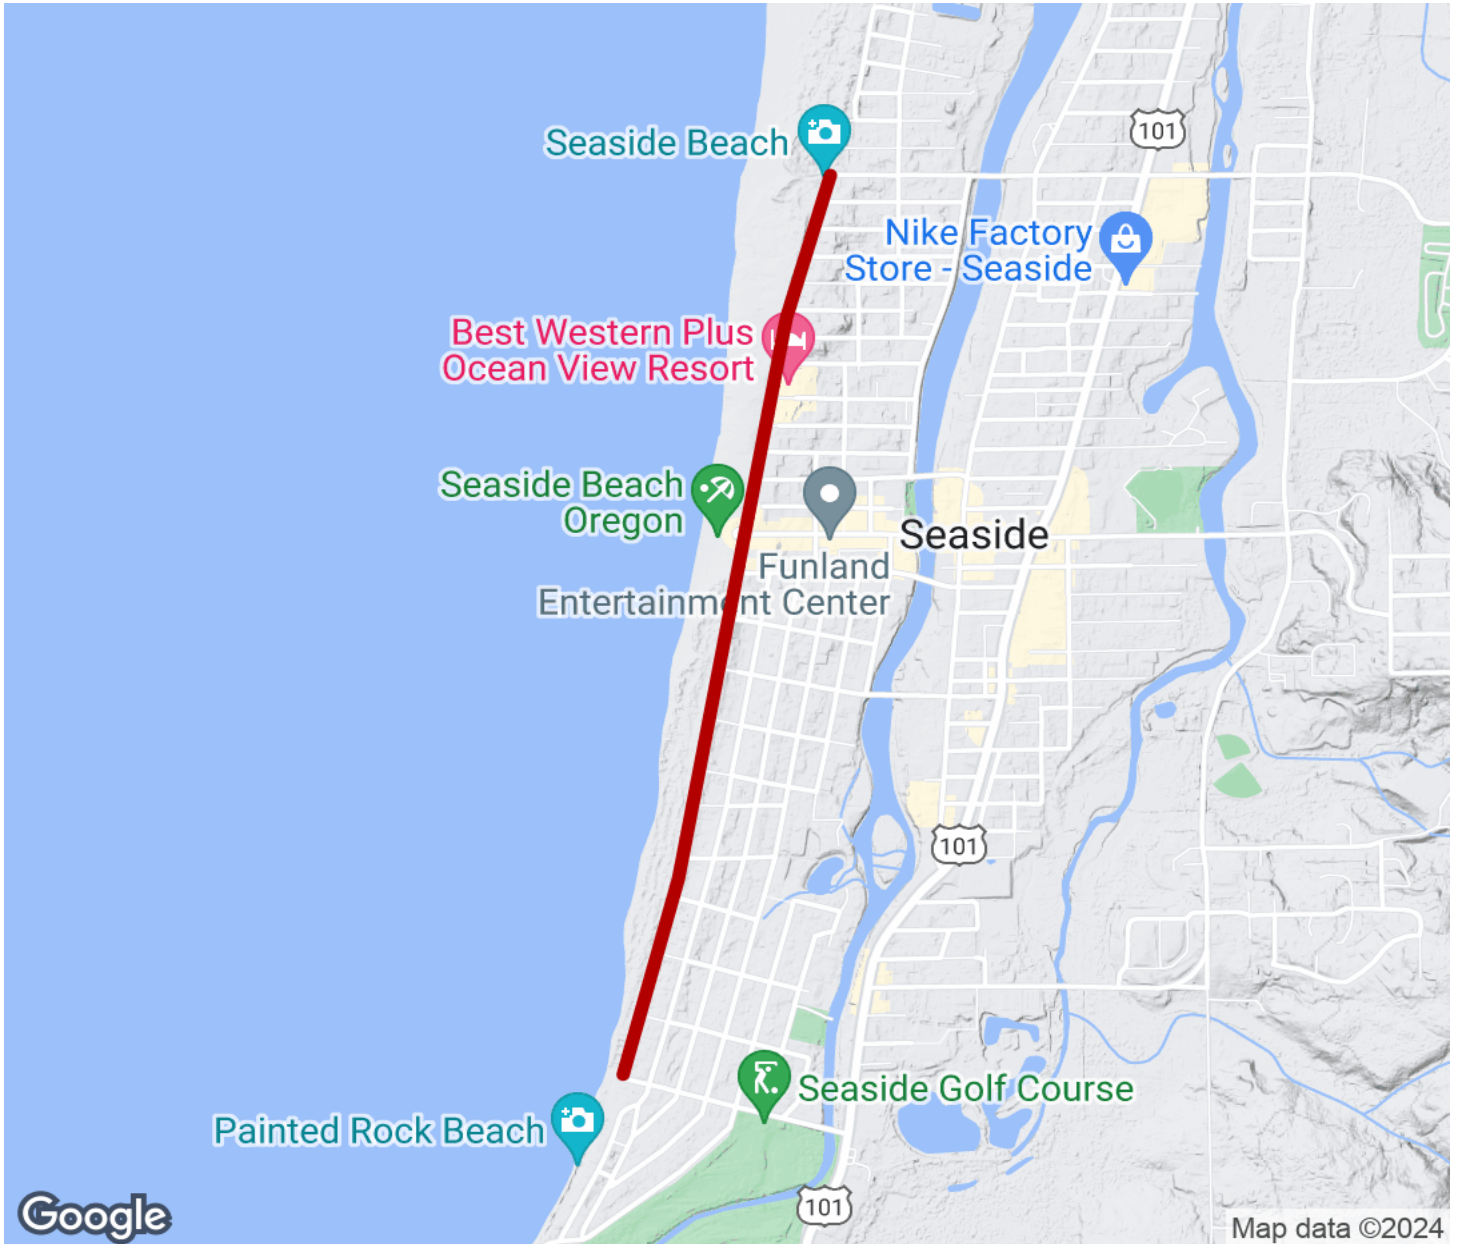 101
Seaside Beach
Nike Factory
Store - Seaside
Best Western Plus
Ocean View Resort
Seaside Beach
Oregon
Seaside
Funland
Entertainment Center
101
Seaside Golf Course
Painted Rock Beach
101
Google
Map data ©2024